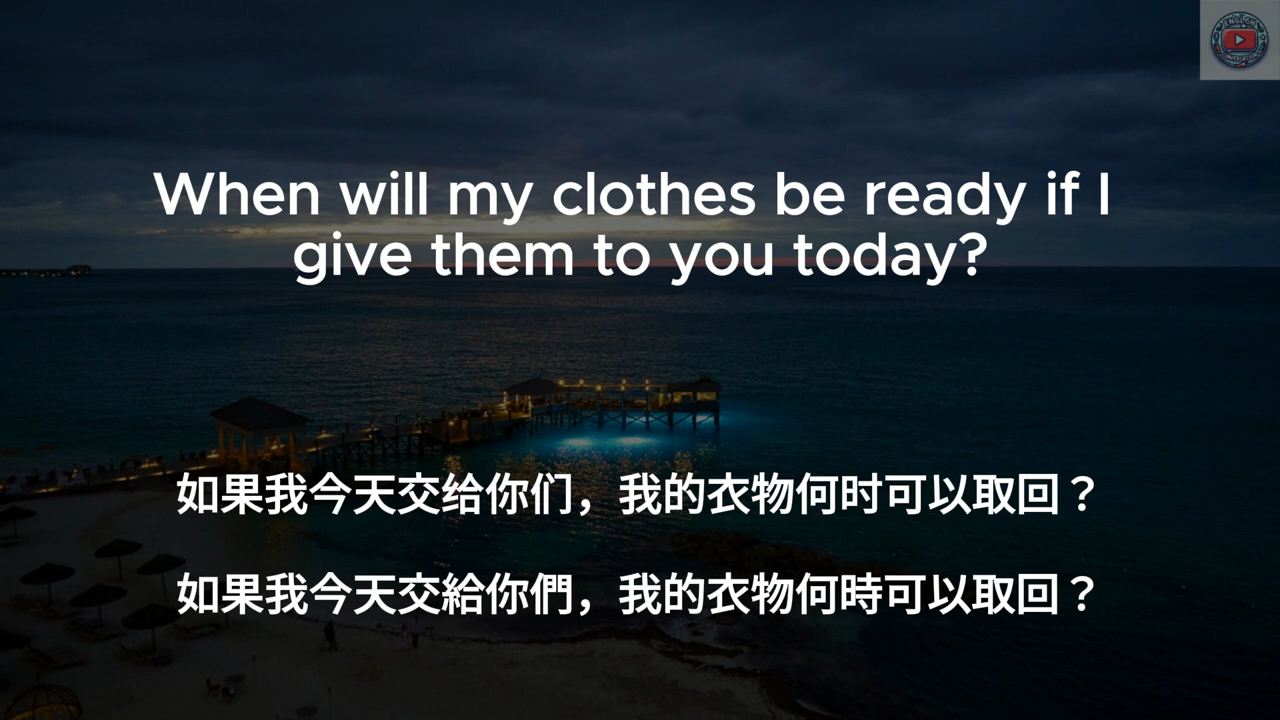 When will my clothes be ready if I
give them to you today?
如果我今天交给你们，我的衣物何时可以取回？
如果我今天交給你們，我的衣物何時可以取回？